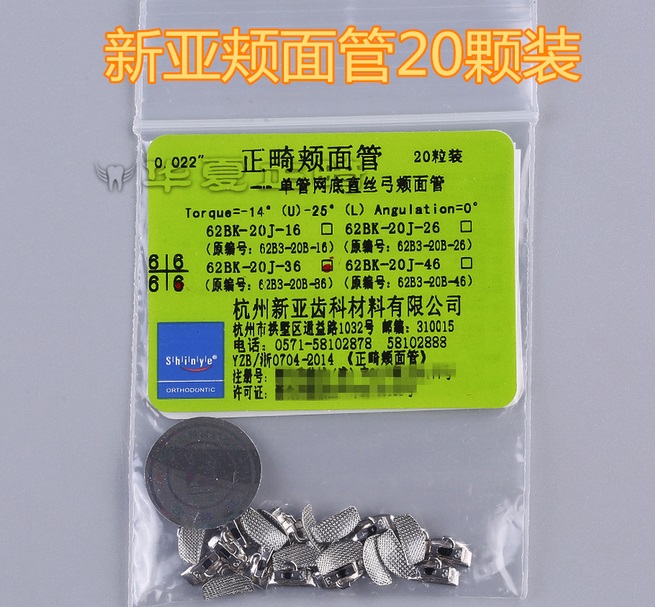 新亚颊面管20颗装
0.022" 正畸颊面管 20粒装
华夏
单管网底直丝弓颊面管
Torque=-14° (U)-25° (L) Angulation=0°
62BK-20J-16 □ 62BK-20J-26 □
(原编号: 62B3-20B-16) (原编号: 62B3-20B-26)
6 6 62BK-20J-36 62BK-20J-46 □
6 6 (原编号: 62B3-20B-36) (原编号: 62B3-20B-46)
杭州新亚齿科材料有限公司
杭州市拱墅区通益路1032号 邮编: 310015
电话: 0571-58102878 58102888
Shinye® YZB/浙0704-2014 《正畸颊面管》
注册号:
ORTHODONTIC 许可证: